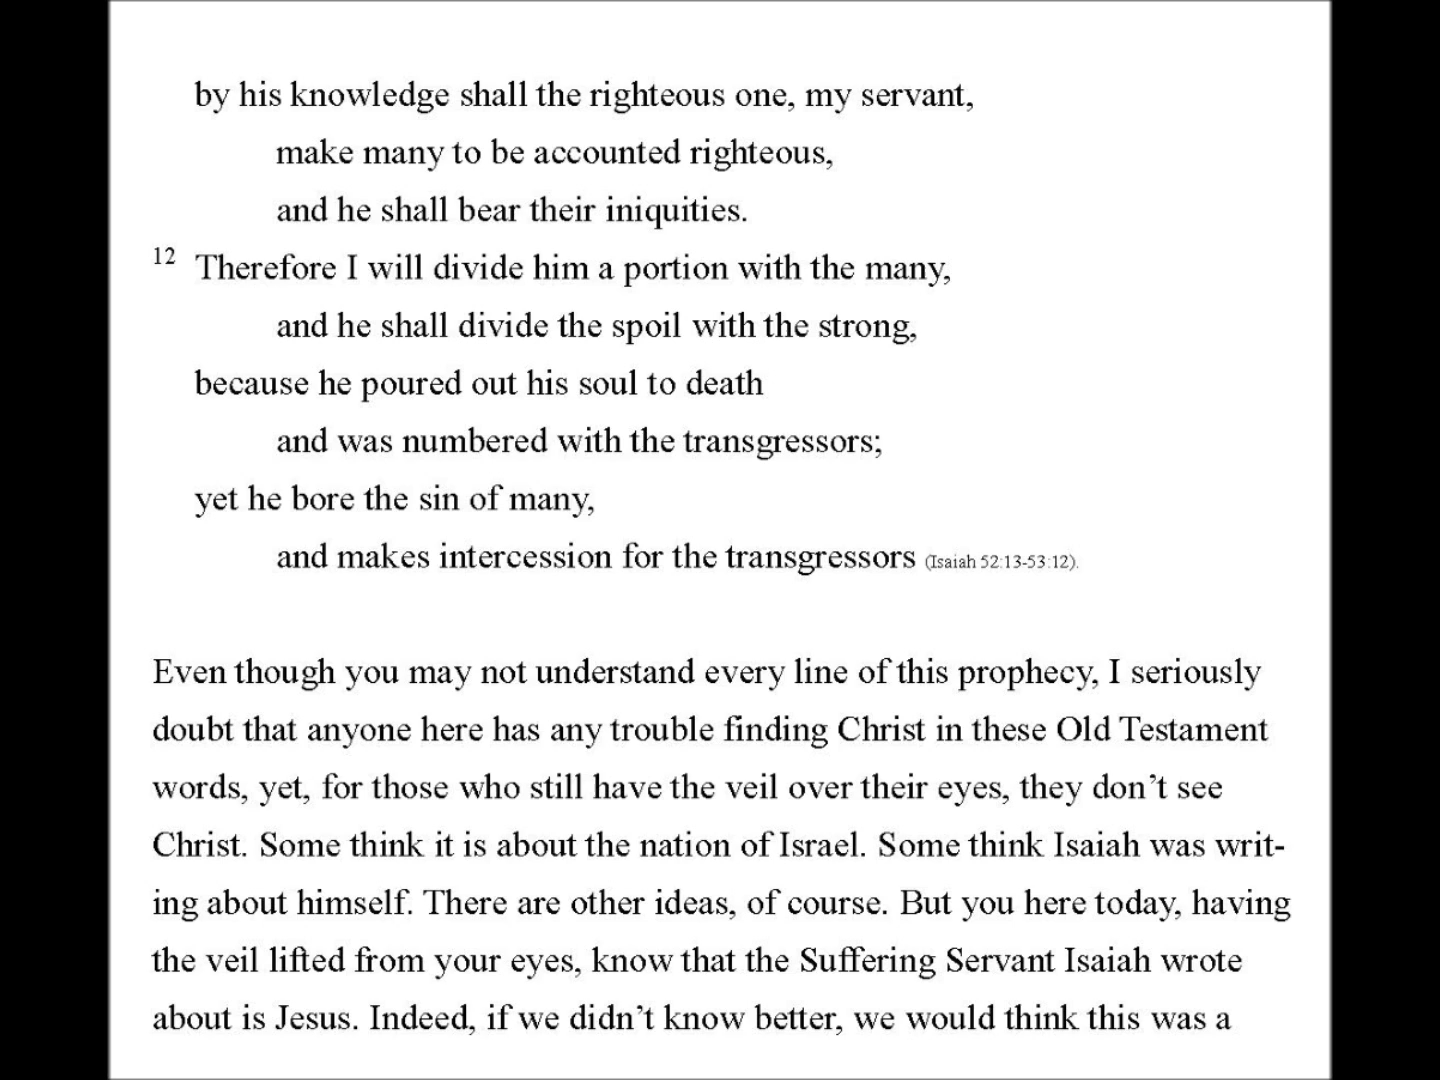 by his knowledge shall the righteous one, my servant,
make many to be accounted righteous,
and he shall bear their iniquities.
12 Therefore I will divide him a portion with the many,
and he shall divide the spoil with the strong,
because he poured out his soul to death
and was numbered with the transgressors;
yet he bore the sin of many,
and makes intercession for the transgressors (Isaiah 52:13-53:12).
Even though you may not understand every line of this prophecy, I seriously
doubt that anyone here has any trouble finding Christ in these Old Testament
words, yet, for those who still have the veil over their eyes, they don’t see
Christ. Some think it is about the nation of Israel. Some think Isaiah was writ-
ing about himself. There are other ideas, of course. But you here today, having
the veil lifted from your eyes, know that the Suffering Servant Isaiah wrote
about is Jesus. Indeed, if we didn’t know better, we would think this was a